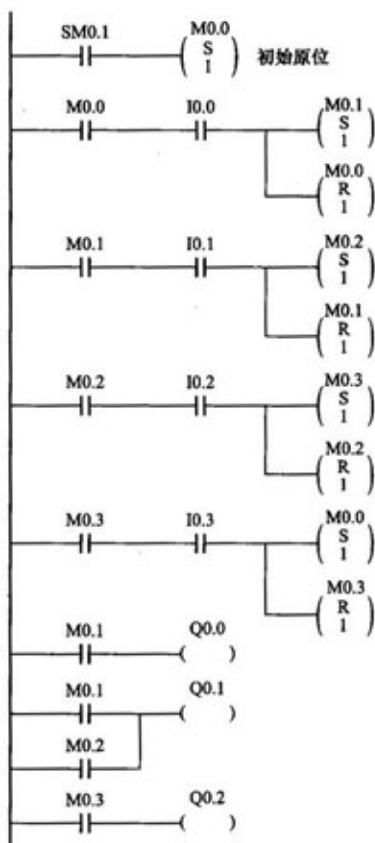 SM0.1 M0.0
S
1 初始原位
M0.0 I0.0 M0.1
S
1
M0.0
R
1
M0.1 I0.1 M0.2
S
1
M0.1
R
1
M0.2 I0.2 M0.3
S
1
M0.2
R
1
M0.3 I0.3 M0.0
S
1
M0.3
R
1
M0.1 Q0.0
M0.1 Q0.1
M0.2
M0.3 Q0.2